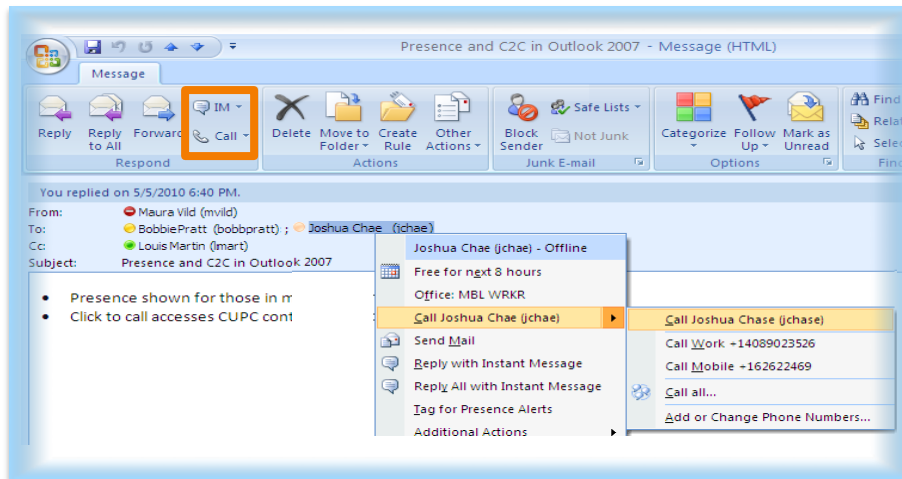 Presence and C2C in Outlook 2007 - Message (HTML)
Message
IM
Call
Reply
Reply to All
Forward
Delete
Move to Folder
Create Rule
Other Actions
Block Sender
Safe Lists
Not Junk
Categorize
Follow Up
Mark as Unread
Find
Respond
Actions
Junk E-mail
Options
You replied on 5/5/2010 6:40 PM.
From: Maura Vild (mvild)
To: BobbiePratt (bobbpratt) ; Joshua Chae (jchae)
Cc: Louis Martin (lmart)
Subject: Presence and C2C in Outlook 2007
• Presence shown for those in
• Click to call accesses CUPC
Joshua Chae (jchae) - Offline
Free for next 8 hours
Office: MBL WRKR
Call Joshua Chae (jchae)
Send Mail
Reply with Instant Message
Reply All with Instant Message
Tag for Presence Alerts
Additional Actions
Call Joshua Chase (jchase)
Call Work +14089023526
Call Mobile +162622469
Call all...
Add or Change Phone Numbers...